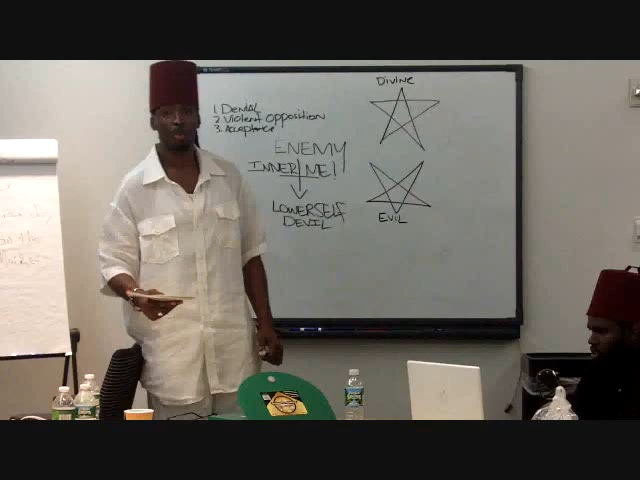 1. Denial
2. Violent Opposition
3. Acceptance
ENEMY
INNER ME!
LOWERSELF
DEVIL
Divine
Evil